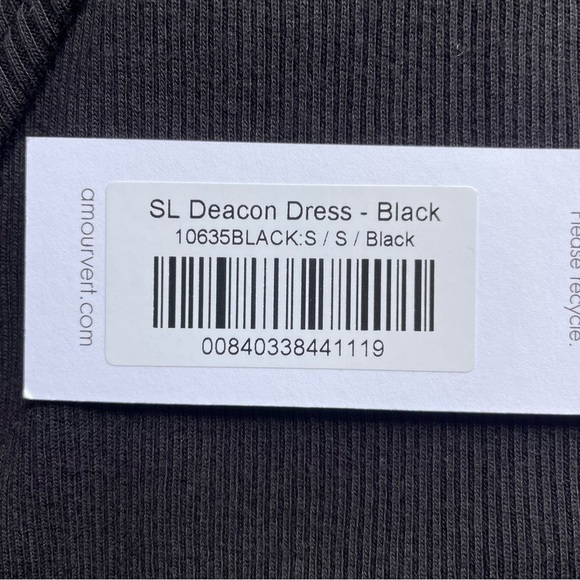 SL Deacon Dress - Black
10635BLACK:S / S / Black
00840338441119
amourvert.com
Please recycle.